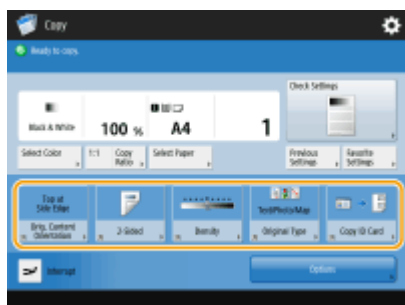 Copy
Ready to copy.
Check Settings
Black & White
100 %
A4
1
Select Color
1:1
Copy Ratio
Select Paper
Previous Settings
Favorite Settings
Top at Side Edge
Orig. Content Orientation
2-Sided
Density
Text/Photo/Map
Original Type
Copy ID Card
Interrupt
Options